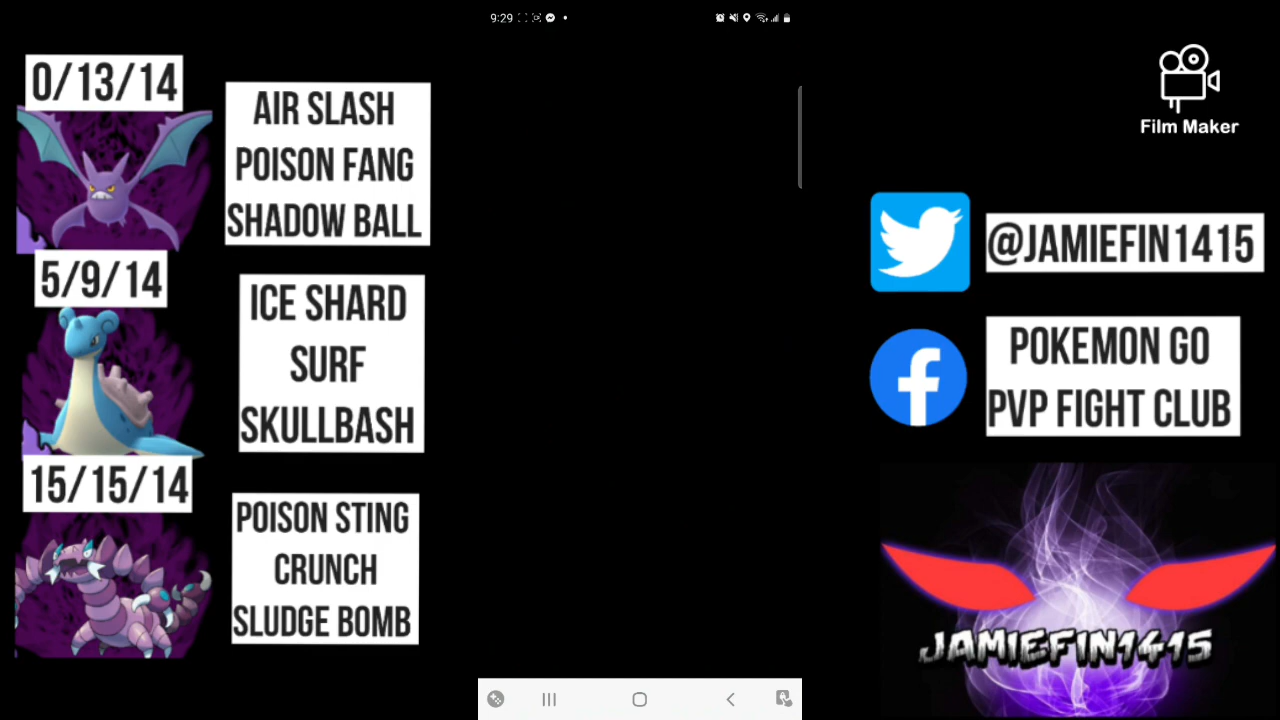 9:29
0/13/14
AIR SLASH
POISON FANG
SHADOW BALL
5/9/14
ICE SHARD
SURF
SKULLBASH
15/15/14
POISON STING
CRUNCH
SLUDGE BOMB
Film Maker
@JAMIEFIN1415
POKEMON GO
PVP FIGHT CLUB
JAMIEFIN1415